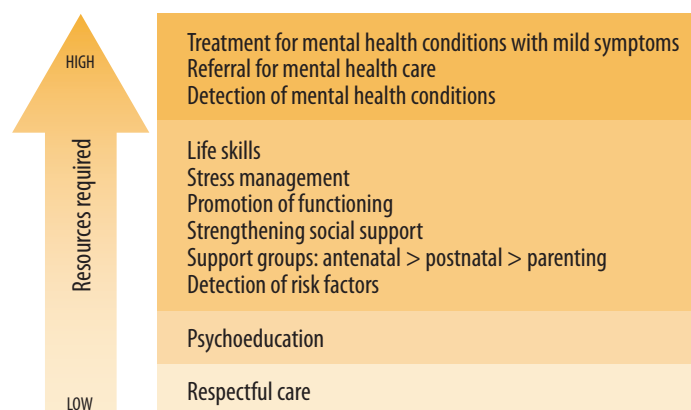 HIGH
Resources required
LOW
Treatment for mental health conditions with mild symptoms
Referral for mental health care
Detection of mental health conditions
Life skills
Stress management
Promotion of functioning
Strengthening social support
Support groups: antenatal > postnatal > parenting
Detection of risk factors
Psychoeducation
Respectful care